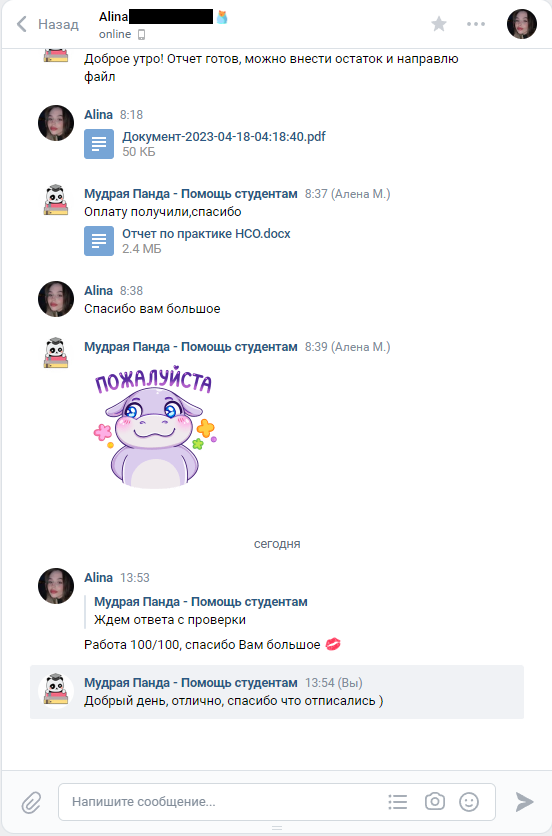 Назад
Alina
online
Доброе утро! Отчет готов, можно внести остаток и направлю
файл
Alina 8:18
Документ-2023-04-18-04:18:40.pdf
50 КБ
Мудрая Панда - Помощь студентам 8:37 (Алена М.)
Оплату получили,спасибо
Отчет по практике НСО.docx
2.4 МБ
Alina 8:38
Спасибо вам большое
Мудрая Панда - Помощь студентам 8:39 (Алена М.)
ПОЖАЛУЙСТА
сегодня
Alina 13:53
Мудрая Панда - Помощь студентам
Ждем ответа с проверки
Работа 100/100, спасибо Вам большое 💋
Мудрая Панда - Помощь студентам 13:54 (Вы)
Добрый день, отлично, спасибо что отписались )
Напишите сообщение...